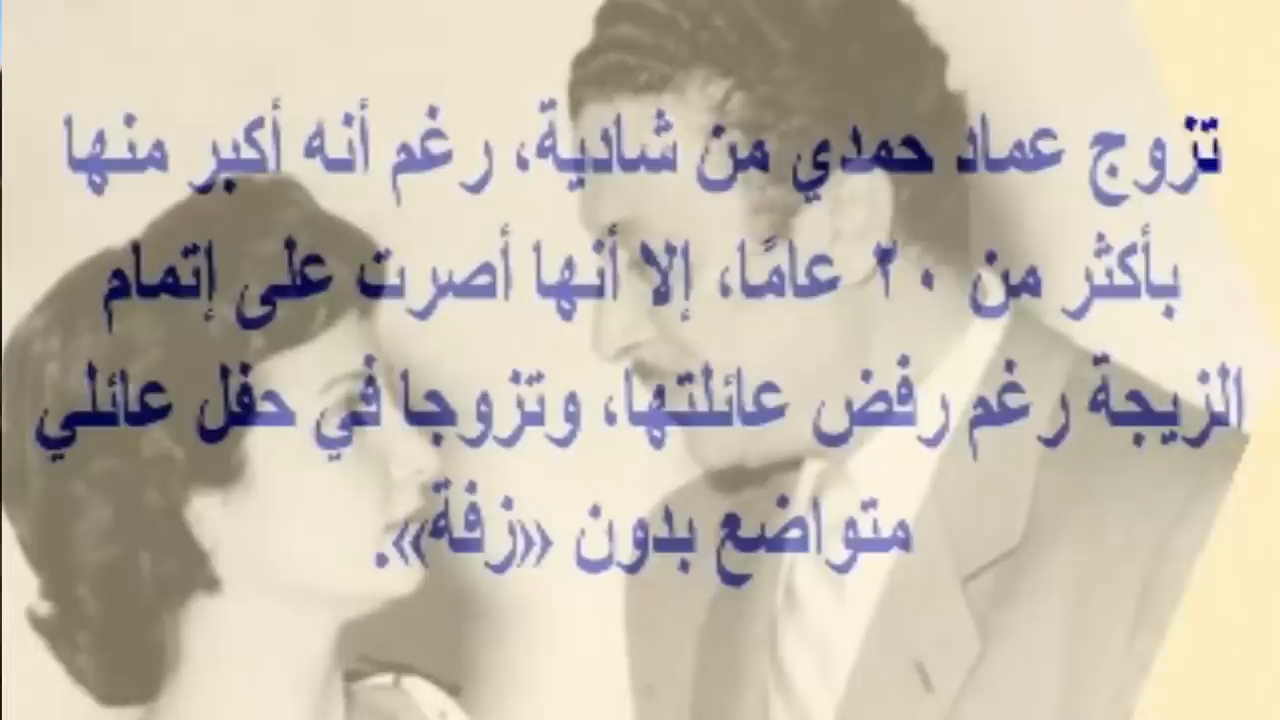 تزوج عماد حمدي من شادية، رغم أنه أكبر منها
بأكثر من ٢٠ عامًا، إلا أنها أصرت على إتمام
الزيجة رغم رفض عائلتها، وتزوجا في حفل عائلي
متواضع بدون «زفة».